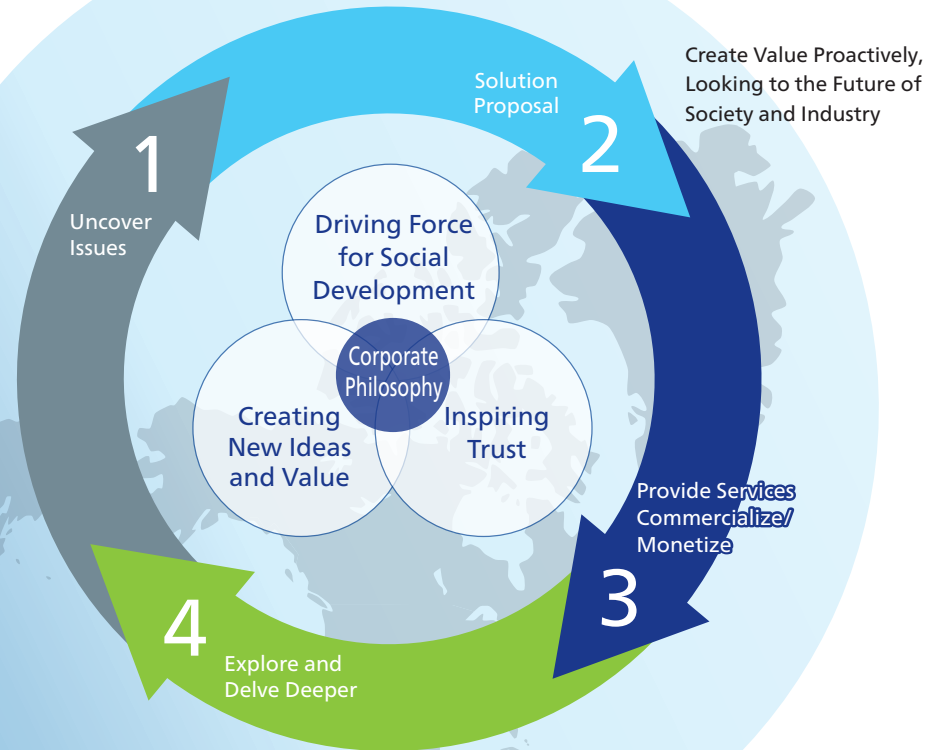 Create Value Proactively,
Looking to the Future of
Society and Industry
1
Uncover
Issues
Solution
Proposal
2
Driving Force
for Social
Development
Corporate
Philosophy
Creating
New Ideas
and Value
Inspiring
Trust
Provide Services
Commercialize/
Monetize
3
4
Explore and
Delve Deeper